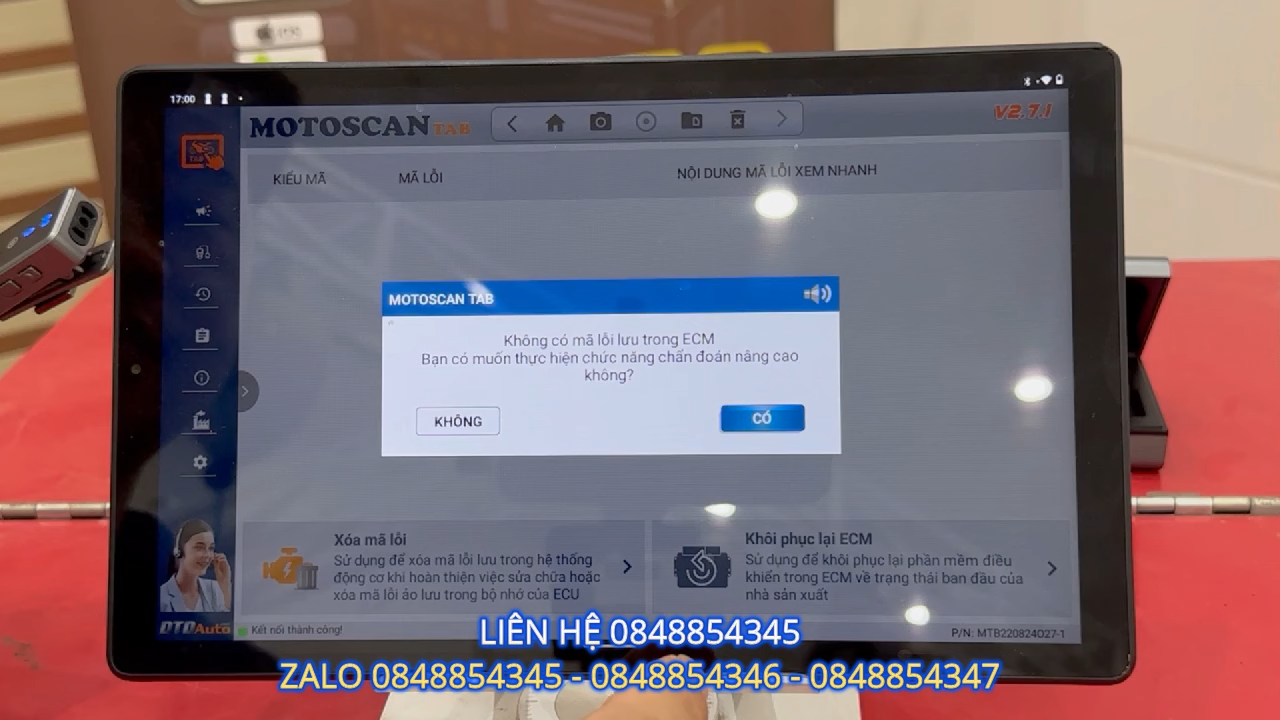 17:00
MOTOSCAN TAB
V2.7.1
KIỂU MÃ
MÃ LỖI
NỘI DUNG MÃ LỖI XEM NHANH
MOTOSCAN TAB
Không có mã lỗi lưu trong ECM
Bạn có muốn thực hiện chức năng chẩn đoán nâng cao
không?
KHÔNG
CÓ
Xóa mã lỗi
Sử dụng để xóa mã lỗi lưu trong hệ thống
động cơ khi hoàn thiện việc sửa chữa hoặc
xóa mã lỗi ảo lưu trong bộ nhớ của ECU
Khôi phục lại ECM
Sử dụng để khôi phục lại phần mềm điều
khiển trong ECM về trạng thái ban đầu của
nhà sản xuất
OTOAuto
Kết nối thành công!
P/N: MTB220824027-1
LIÊN HỆ 0848854345
ZALO 0848854345 - 0848854346 - 0848854347